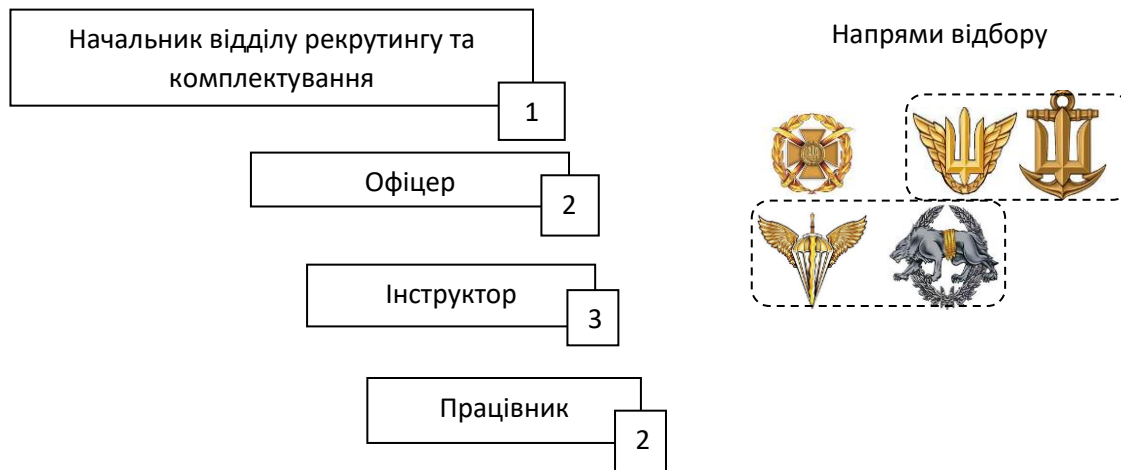 Начальник відділу рекрутингу та
комплектування
1
Напрями відбору
Офіцер
2
Інструктор
3
Працівник
2